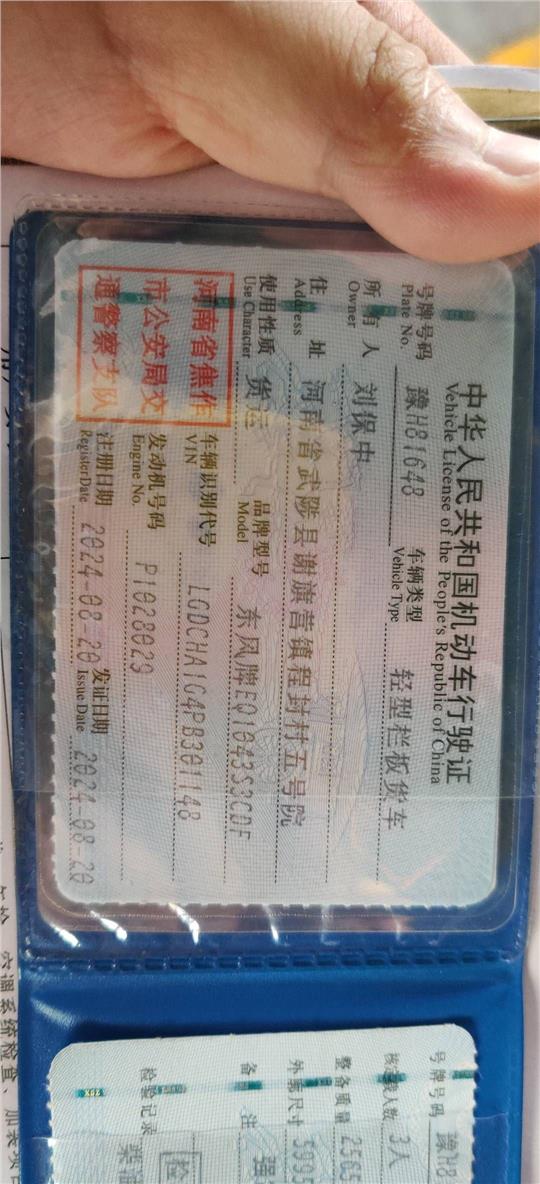 中华人民共和国机动车行驶证
Vehicle License of the People's Republic of China
号牌号码 豫H81648 车辆类型 轻型栏板货车
Plate No. Vehicle Type
所有人 刘保中
Owner
住址 河南省武陟县谢旗营镇程封村五号院
Address
使用性质 货运 品牌型号 东风牌EQ1043S3CDF
Use Character Model
河南省焦作
市公安局交
通警察支队
车辆识别代号 LGDCHA1G4PB301148
VIN
发动机号码 P1028029
Engine No.
注册日期 2024-08-20 发证日期 2024-08-20
Register Date Issue Date
号牌号码 豫H8
核定载人数 3人
整备质量 2565
外廓尺寸 5995
备注 强
检验记录